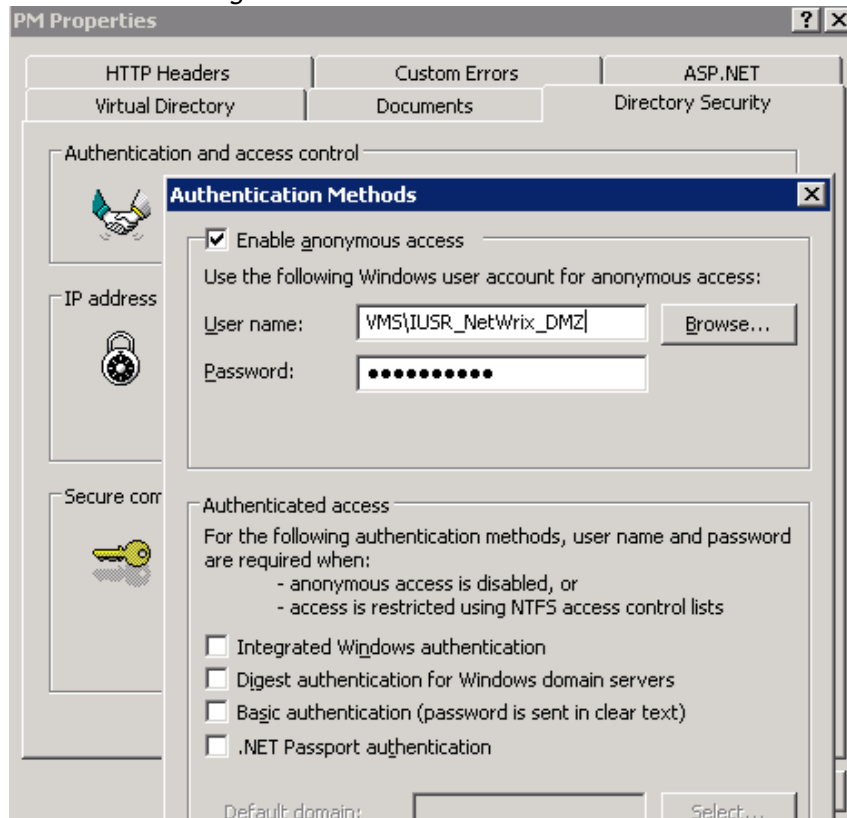 PM Properties
HTTP Headers
Custom Errors
ASP.NET
Virtual Directory
Documents
Directory Security
Authentication and access control
Authentication Methods
Enable anonymous access
Use the following Windows user account for anonymous access:
IP address
User name:
VMS\IUSR_NetWrix_DMZ
Browse...
Password:
Secure com
Authenticated access
For the following authentication methods, user name and password
are required when:
- anonymous access is disabled, or
- access is restricted using NTFS access control lists
Integrated Windows authentication
Digest authentication for Windows domain servers
Basic authentication (password is sent in clear text)
.NET Passport authentication
Default domain:
Select...